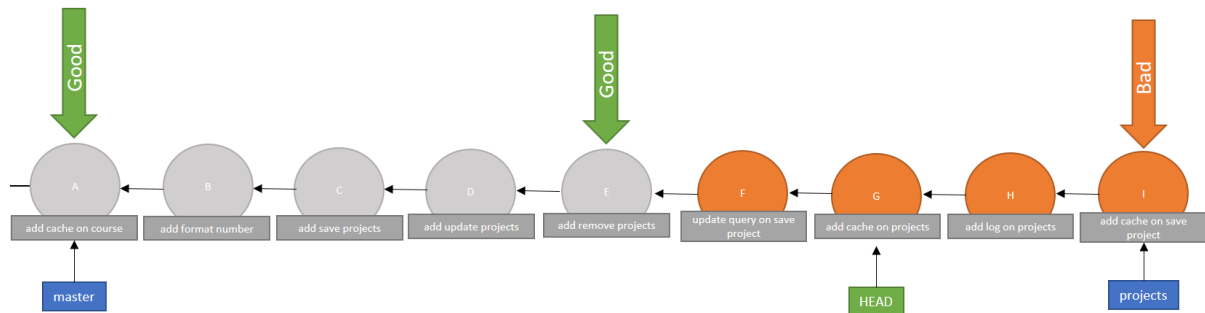 Good
Good
Bad
A
B
C
D
E
F
G
H
I
add cache on course
add format number
add save projects
add update projects
add remove projects
update query on save
project
add cache on projects
add log on projects
add cache on save
project
master
HEAD
projects